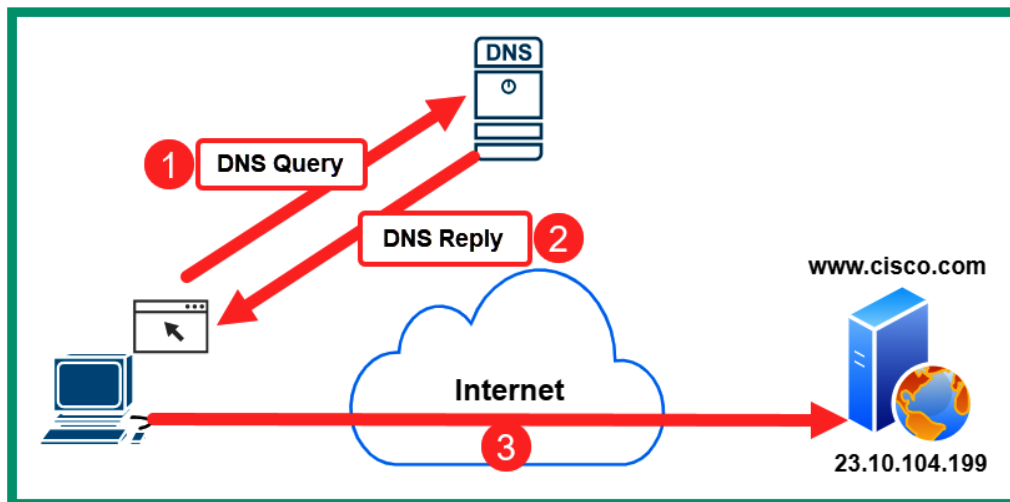 DNS
1
DNS Query
DNS Reply
2
www.cisco.com
Internet
3
23.10.104.199